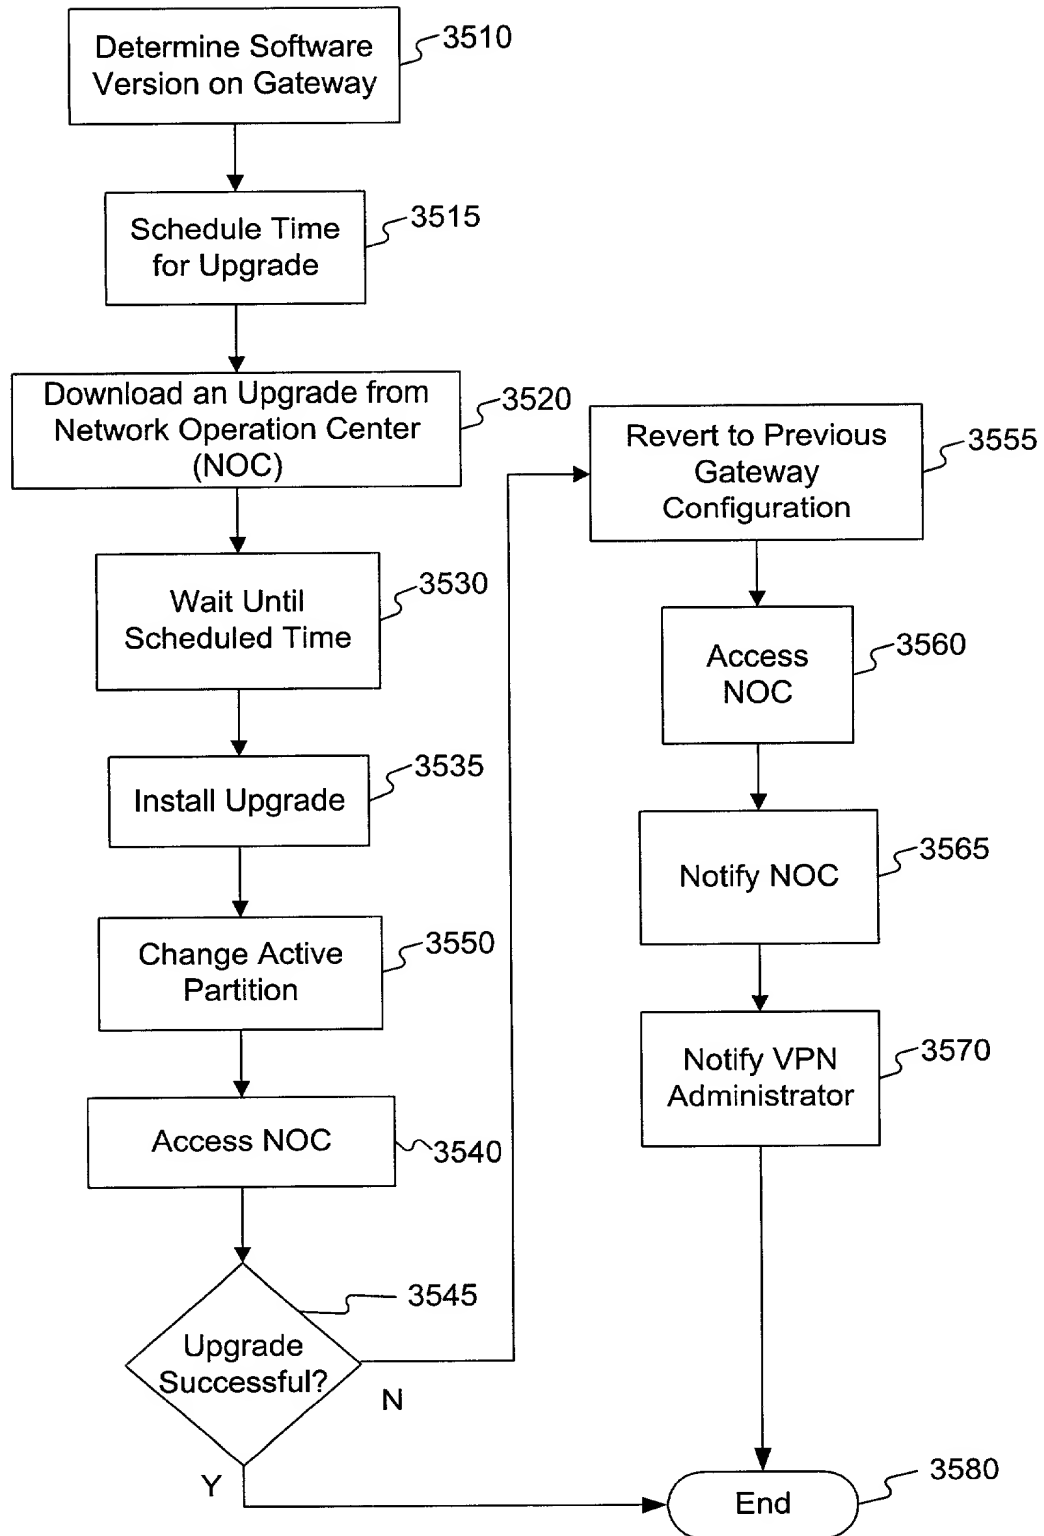 Determine Software
Version on Gateway
3510
Schedule Time
for Upgrade
3515
Download an Upgrade from
Network Operation Center
(NOC)
3520
Wait Until
Scheduled Time
3530
Install Upgrade
3535
Change Active
Partition
3550
Access NOC
3540
Upgrade
Successful?
3545
N
Y
Revert to Previous
Gateway
Configuration
3555
Access
NOC
3560
Notify NOC
3565
Notify VPN
Administrator
3570
End
3580